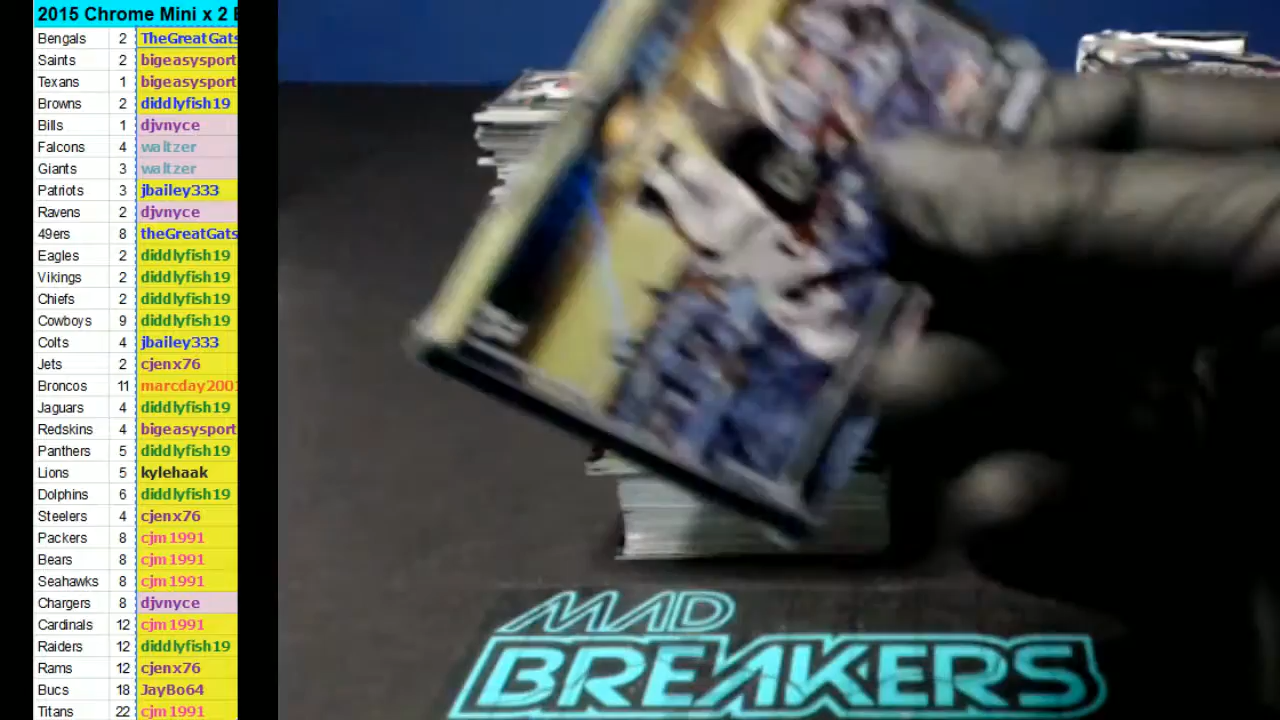 2015 Chrome Mini x 2
Bengals 2 TheGreatGats
Saints 2 bigeasysport
Texans 1 bigeasysport
Browns 2 diddlyfish19
Bills 1 djvnyce
Falcons 4 waltzer
Giants 3 waltzer
Patriots 3 jbailey333
Ravens 2 djvnyce
49ers 8 theGreatGats
Eagles 2 diddlyfish19
Vikings 2 diddlyfish19
Chiefs 2 diddlyfish19
Cowboys 9 diddlyfish19
Colts 4 jbailey333
Jets 2 cjenx76
Broncos 11 marcday2001
Jaguars 4 diddlyfish19
Redskins 4 bigeasysport
Panthers 5 diddlyfish19
Lions 5 kylehaak
Dolphins 6 diddlyfish19
Steelers 4 cjenx76
Packers 8 cjm1991
Bears 8 cjm1991
Seahawks 8 cjm1991
Chargers 8 djvnyce
Cardinals 12 cjm1991
Raiders 12 diddlyfish19
Rams 12 cjenx76
Bucs 18 JayBo64
Titans 22 cjm1991
MAD
BREAKERS